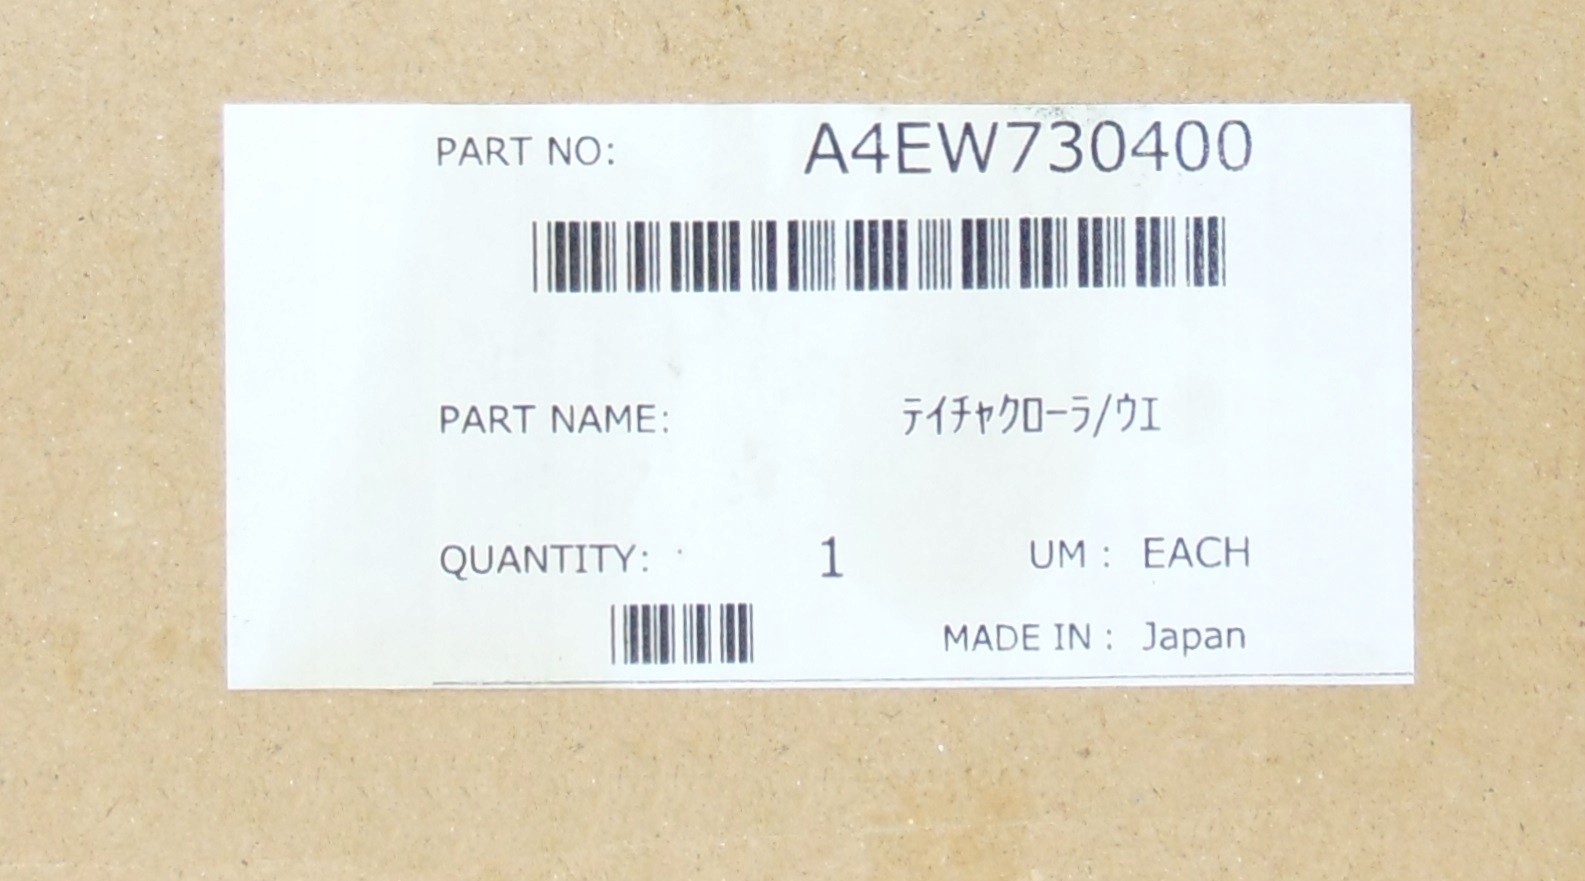 PART NO: A4EW730400
PART NAME: ﾃｲﾁｬｸﾛｰﾗ/ｳｴ
QUANTITY: 1 UM : EACH
MADE IN : Japan